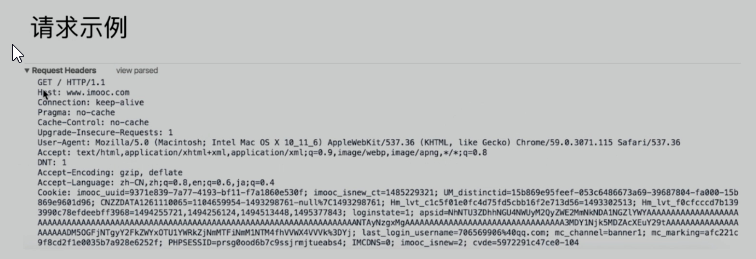 请求示例
▼ Request Headers view parsed
GET / HTTP/1.1
Host: www.imooc.com
Connection: keep-alive
Pragma: no-cache
Cache-Control: no-cache
Upgrade-Insecure-Requests: 1
User-Agent: Mozilla/5.0 (Macintosh; Intel Mac OS X 10_11_6) AppleWebKit/537.36 (KHTML, like Gecko) Chrome/59.0.3071.115 Safari/537.36
Accept: text/html,application/xhtml+xml,application/xml;q=0.9,image/webp,image/apng,*/*;q=0.8
DNT: 1
Accept-Encoding: gzip, deflate
Accept-Language: zh-CN,zh;q=0.8,en;q=0.6,ja;q=0.4
Cookie: imooc_uuid=9371e839-7a77-4193-bf11-f7a1860e530f; imooc_isnew_ct=1485229321; UM_distinctid=15b869e95feef-053c6486673a69-39687804-fa000-15b
869e9601d96; CNZZDATA1261110065=1104659954-1493298761-null%7C1493298761; Hm_lvt_c1c5f01e0fc4d75fd5cbb16f2e713d56=1493302513; Hm_lvt_f0cfcccd7b139
3990c78efdeebff3968=1494255721,1494256124,1494513448,1495377843; loginstate=1;
last_login_username=706569906%40qq.com; mc_channel=banner1; mc_marking=afc221c
9f8cd2f1e0035b7a928e6252f; PHPSESSID=prsg0ood6b7c9ssjrmjtueabs4; IMCDNS=0; imooc_isnew=2; cvde=5972291c47ce0-104